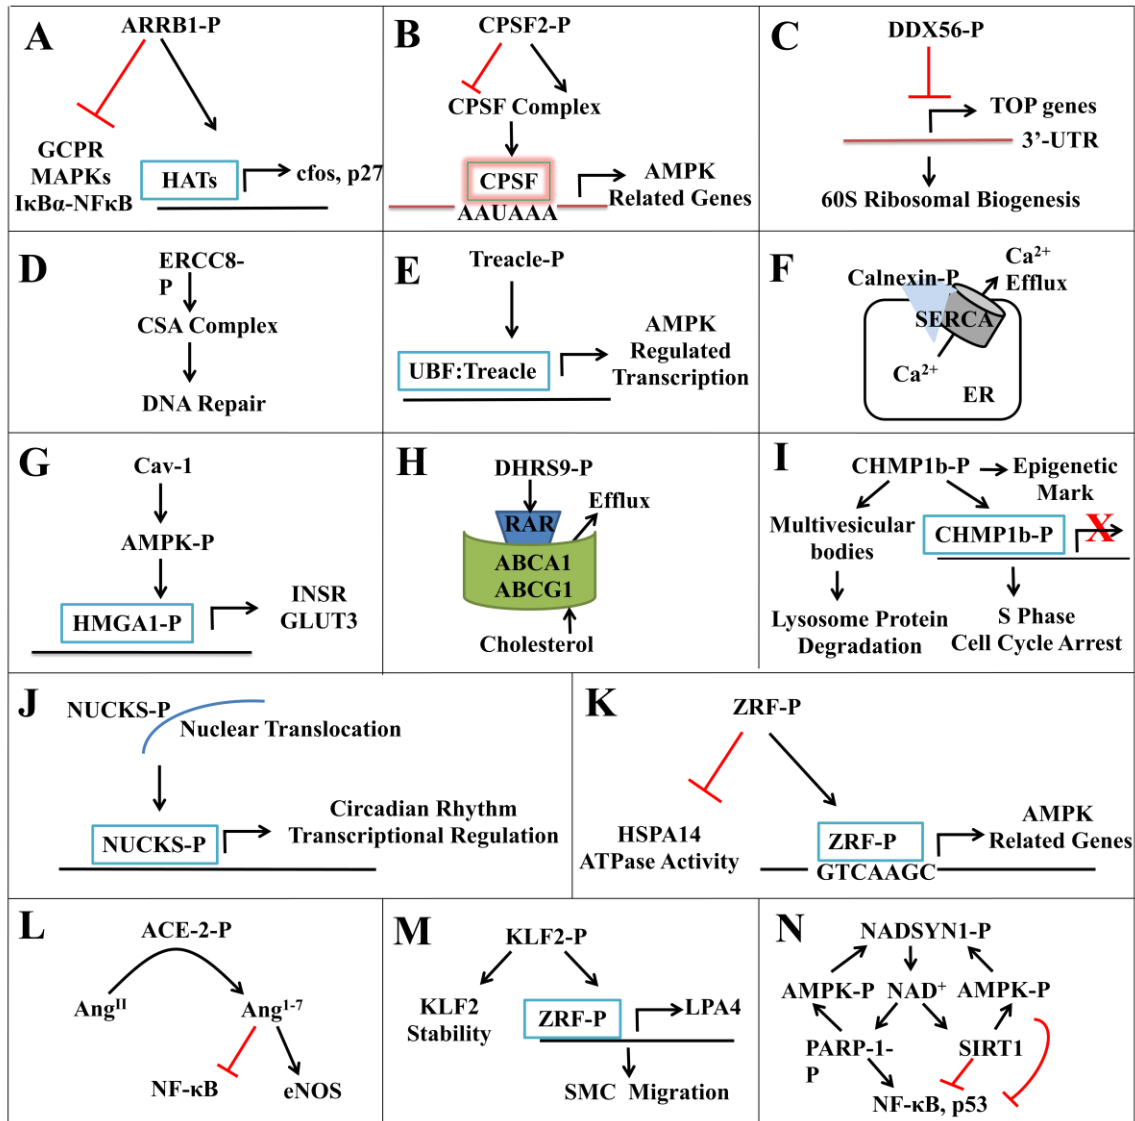 A
ARRB1-P
GCPR
MAPKs
IκBα-NFκB
HATs
cfos, p27
B
CPSF2-P
CPSF Complex
CPSF
AAUAAA
AMPK
Related Genes
C
DDX56-P
TOP genes
3’-UTR
60S Ribosomal Biogenesis
D
ERCC8-
P
CSA Complex
DNA Repair
E
Treacle-P
UBF:Treacle
AMPK
Regulated
Transcription
F
Calnexin-P
Ca2+
Efflux
SERCA
Ca2+
ER
G
Cav-1
AMPK-P
HMGA1-P
INSR
GLUT3
H
DHRS9-P
RAR
Efflux
ABCA1
ABCG1
Cholesterol
I
CHMP1b-P
Epigenetic
Mark
Multivesicular
bodies
CHMP1b-P
X
Lysosome Protein
Degradation
S Phase
Cell Cycle Arrest
J
NUCKS-P
Nuclear Translocation
NUCKS-P
Circadian Rhythm
Transcriptional Regulation
K
ZRF-P
HSPA14
ATPase Activity
ZRF-P
GTCAAGC
AMPK
Related Genes
L
ACE-2-P
AngII
Ang1-7
NF-κB
eNOS
M
KLF2-P
KLF2
Stability
ZRF-P
LPA4
SMC Migration
N
NADSYN1-P
AMPK-P
NAD+
AMPK-P
PARP-1-
P
SIRT1
NF-κB, p53